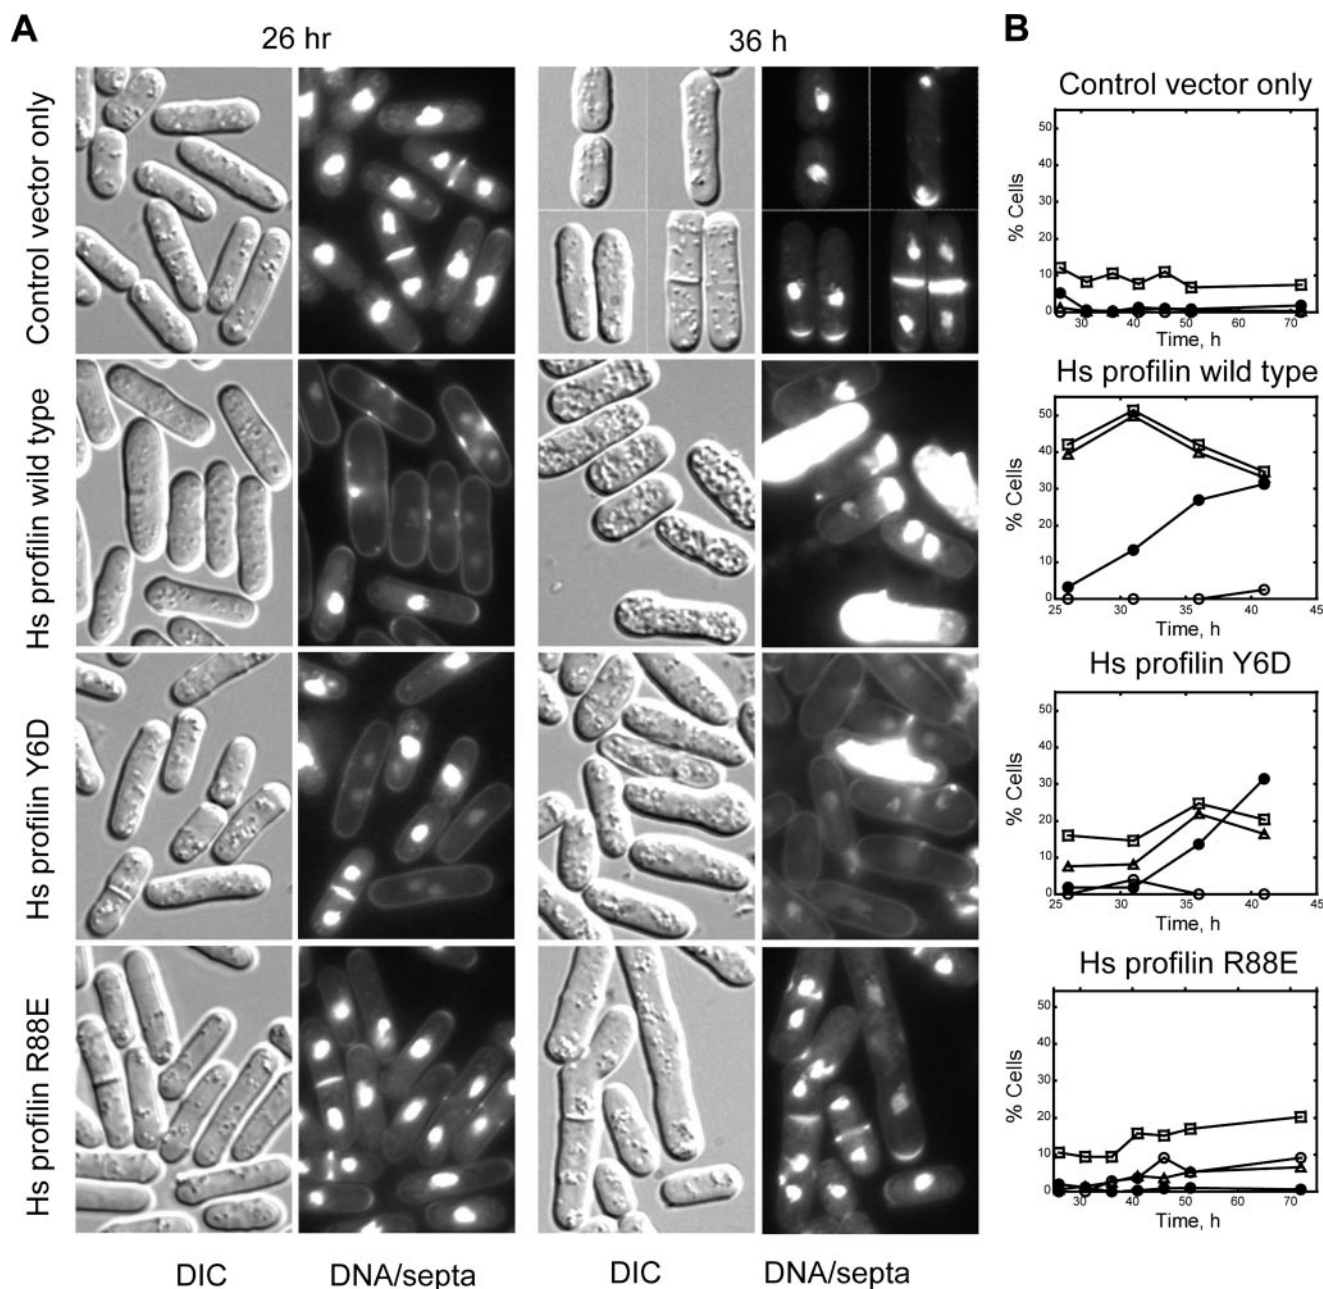 A
26 hr
36 h
B
Control vector only
Hs profilin wild type
Hs profilin Y6D
Hs profilin R88E
DIC
DNA/septa
DIC
DNA/septa
Control vector only
% Cells
50
40
30
20
10
0
30
40
50
60
70
Time, h
Hs profilin wild type
% Cells
50
40
30
20
10
0
25
30
35
40
45
Time, h
Hs profilin Y6D
% Cells
50
40
30
20
10
0
25
30
35
40
45
Time, h
Hs profilin R88E
% Cells
50
40
30
20
10
0
30
40
50
60
70
Time, h